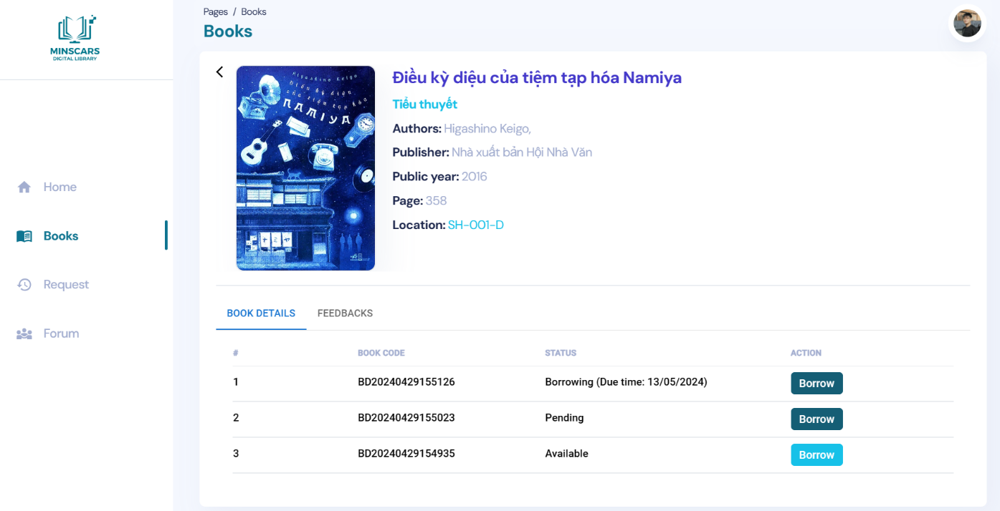 MINSCARS
DIGITAL LIBRARY
Home
Books
Request
Forum
Pages / Books
Books
Higashino Keigo
Điều kỳ diệu
của tiệm tạp hóa
NAMIYA
Điều kỳ diệu của tiệm tạp hóa Namiya
Tiểu thuyết
Authors: Higashino Keigo,
Publisher: Nhà xuất bản Hội Nhà Văn
Public year: 2016
Page: 358
Location: SH-001-D
BOOK DETAILS FEEDBACKS
# BOOK CODE STATUS ACTION
1 BD20240429155126 Borrowing (Due time: 13/05/2024) Borrow
2 BD20240429155023 Pending Borrow
3 BD20240429154935 Available Borrow